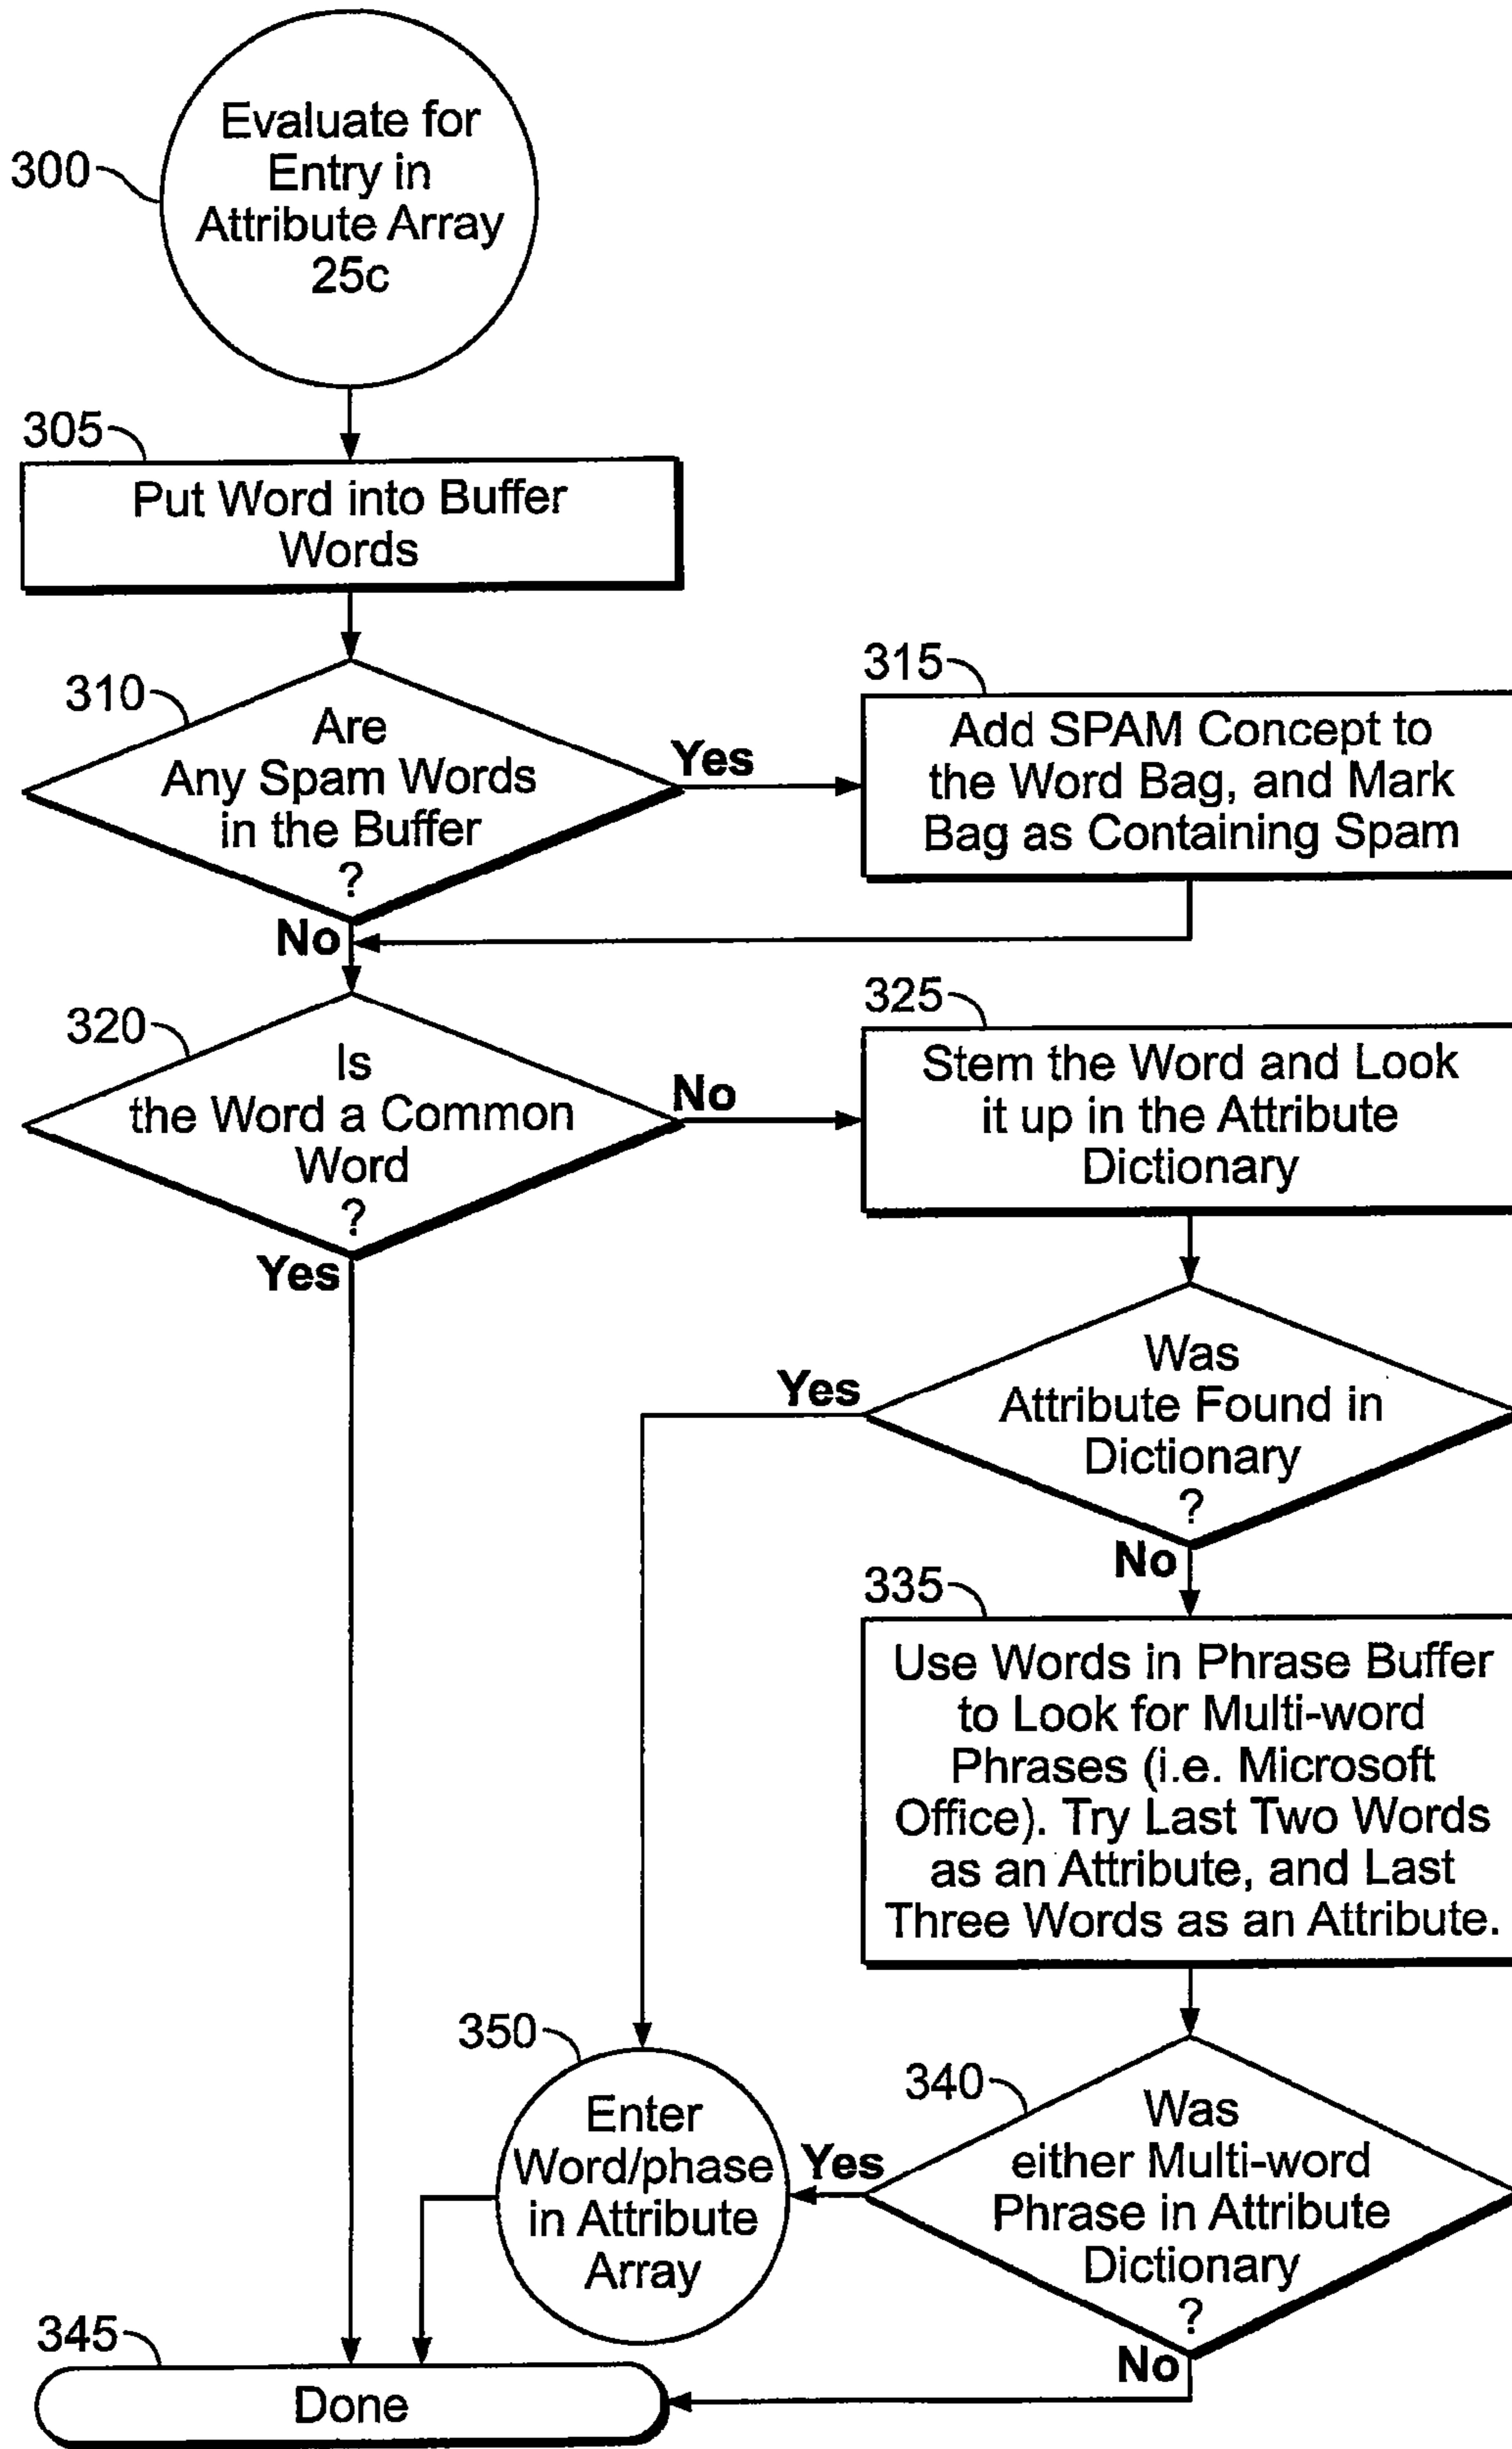 300
Evaluate for
Entry in
Attribute Array
25c
305
Put Word into Buffer
Words
310
Are
Any Spam Words
in the Buffer
?
Yes
No
315
Add SPAM Concept to
the Word Bag, and Mark
Bag as Containing Spam
320
Is
the Word a Common
Word
?
No
Yes
325
Stem the Word and Look
it up in the Attribute
Dictionary
Was
Attribute Found in
Dictionary
?
Yes
No
335
Use Words in Phrase Buffer
to Look for Multi-word
Phrases (i.e. Microsoft
Office). Try Last Two Words
as an Attribute, and Last
Three Words as an Attribute.
340
Was
either Multi-word
Phrase in Attribute
Dictionary
?
Yes
No
350
Enter
Word/phase
in Attribute
Array
345
Done